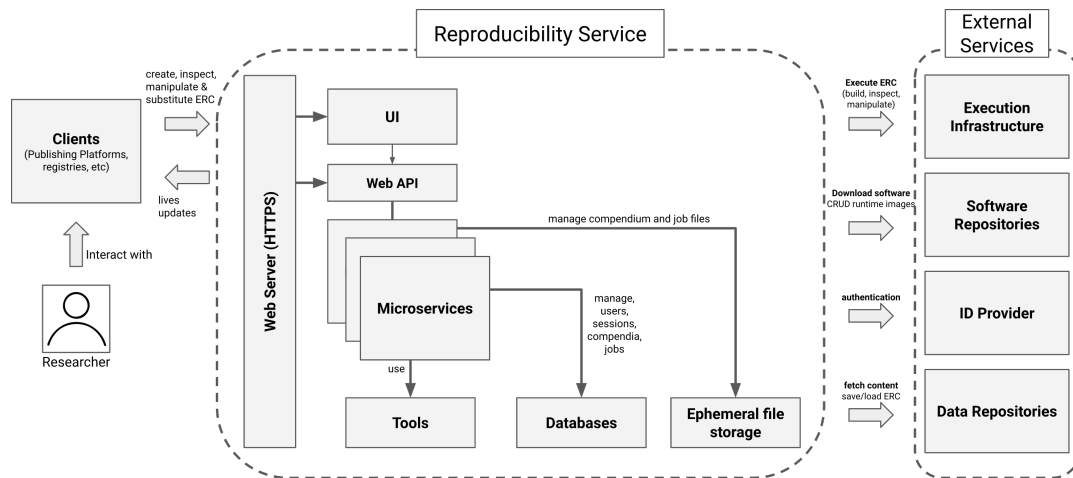 Reproducibility Service
External
Services
create, inspect,
manipulate &
substitute ERC
Clients
(Publishing Platforms,
registries, etc)
lives
updates
Interact with
Researcher
Web Server (HTTPS)
UI
Web API
Microservices
manage compendium and job files
manage,
users,
sessions,
compendia,
jobs
use
Tools
Databases
Ephemeral file
storage
Execute ERC
(build, inspect,
manipulate)
Execution
Infrastructure
Download software
CRUD runtime images
Software
Repositories
authentication
ID Provider
fetch content
save/load ERC
Data Repositories